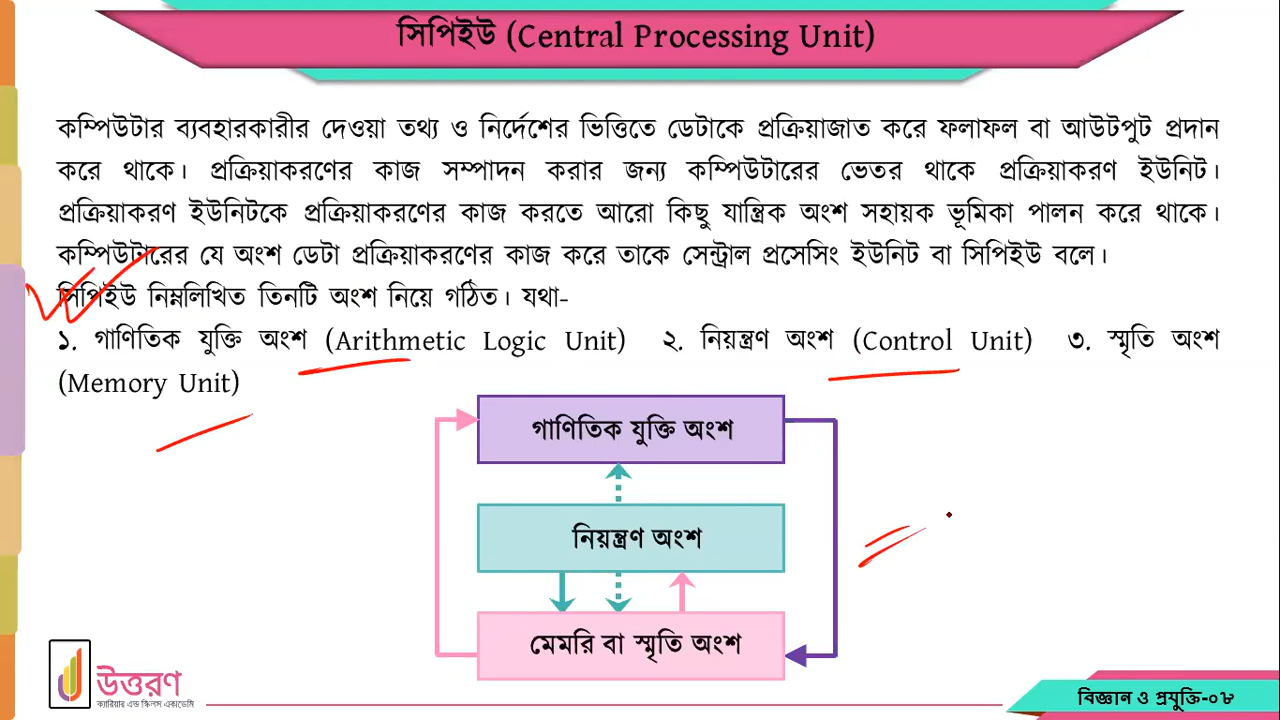 সিপিইউ (Central Processing Unit)
কম্পিউটার ব্যবহারকারীর দেওয়া তথ্য ও নির্দেশের ভিত্তিতে ডেটাকে প্রক্রিয়াজাত করে ফলাফল বা আউটপুট প্রদান
করে থাকে। প্রক্রিয়াকরণের কাজ সম্পাদন করার জন্য কম্পিউটারের ভেতর থাকে প্রক্রিয়াকরণ ইউনিট।
প্রক্রিয়াকরণ ইউনিটকে প্রক্রিয়াকরণের কাজ করতে আরো কিছু যান্ত্রিক অংশ সহায়ক ভূমিকা পালন করে থাকে।
কম্পিউটারের যে অংশ ডেটা প্রক্রিয়াকরণের কাজ করে তাকে সেন্ট্রাল প্রসেসিং ইউনিট বা সিপিইউ বলে।
সিপিইউ নিম্নলিখিত তিনটি অংশ নিয়ে গঠিত। যথা-
১. গাণিতিক যুক্তি অংশ (Arithmetic Logic Unit) ২. নিয়ন্ত্রণ অংশ (Control Unit) ৩. স্মৃতি অংশ
(Memory Unit)
গাণিতিক যুক্তি অংশ
নিয়ন্ত্রণ অংশ
মেমরি বা স্মৃতি অংশ
উত্তরণ
ক্যারিয়ার এন্ড স্কিলস একাডেমি
বিজ্ঞান ও প্রযুক্তি-০৮